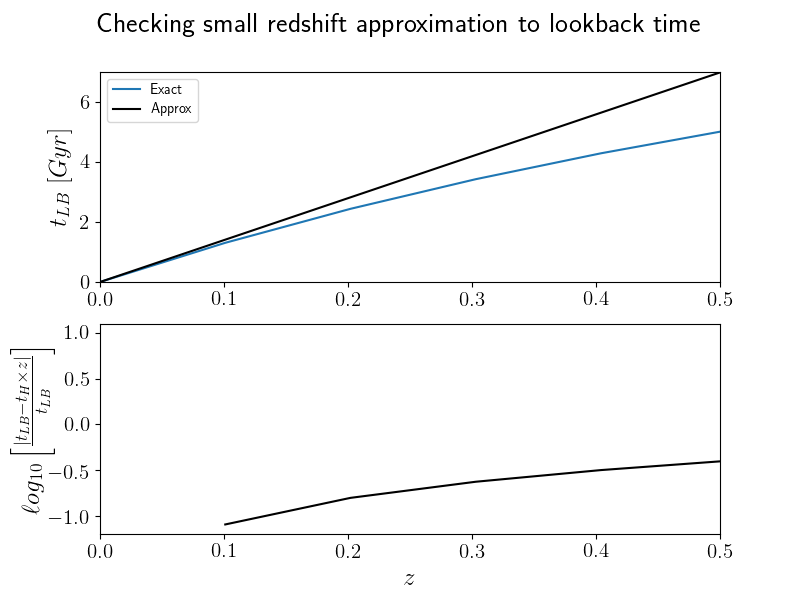 Checking small redshift approximation to lookback time
t_{LB} [Gyr]
6
4
2
0
Exact
Approx
0.0 0.1 0.2 0.3 0.4 0.5
ℓog_{10} [|t_{LB}−t_H×z| / t_{LB}]
1.0
0.5
0.0
−0.5
−1.0
0.0 0.1 0.2 0.3 0.4 0.5
z